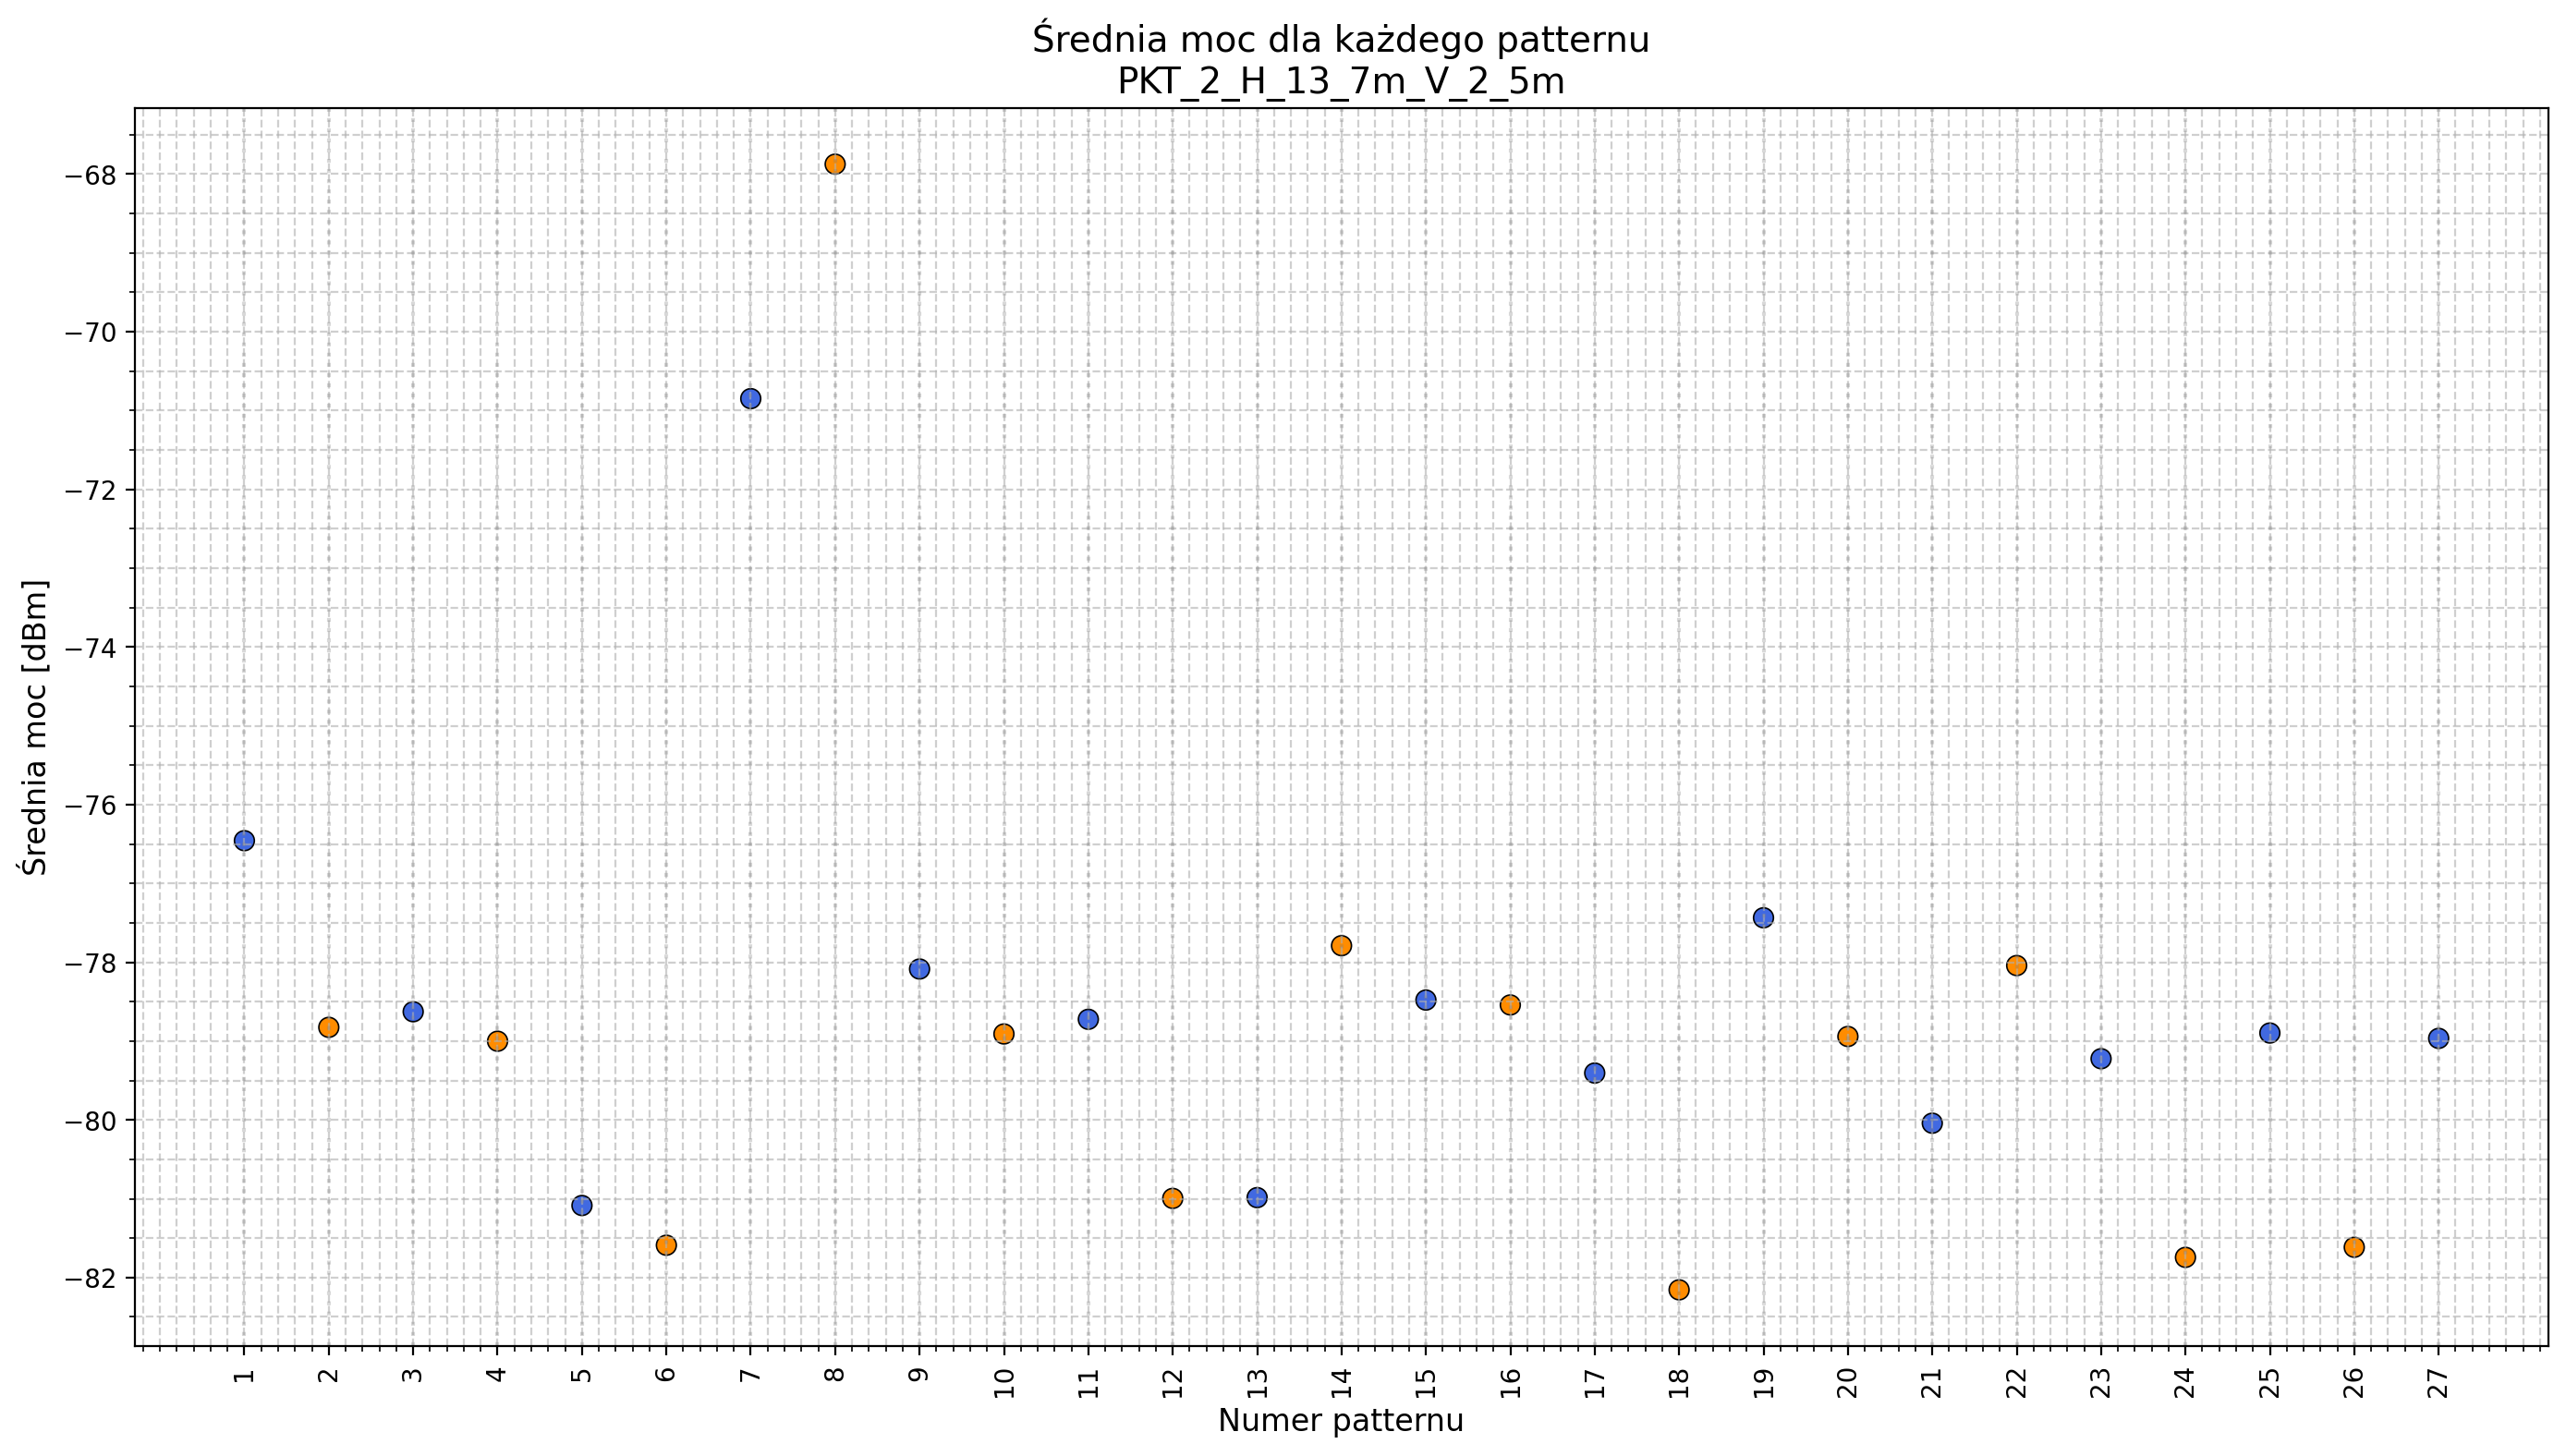 Średnia moc dla każdego patternu
PKT_2_H_13_7m_V_2_5m
Średnia moc [dBm]
−68
−70
−72
−74
−76
−78
−80
−82
1 2 3 4 5 6 7 8 9 10 11 12 13 14 15 16 17 18 19 20 21 22 23 24 25 26 27
Numer patternu